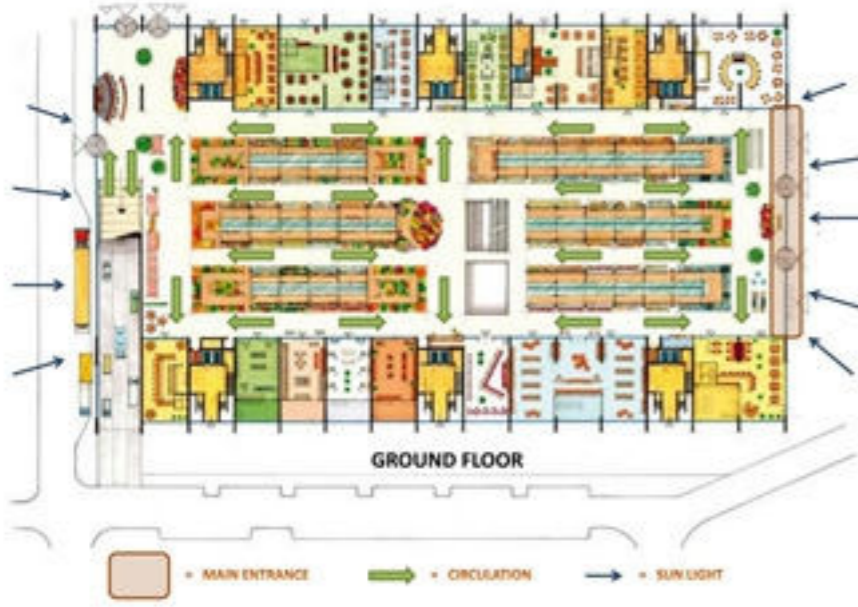 GROUND FLOOR
= MAIN ENTRANCE
= CIRCULATION
= SUN LIGHT